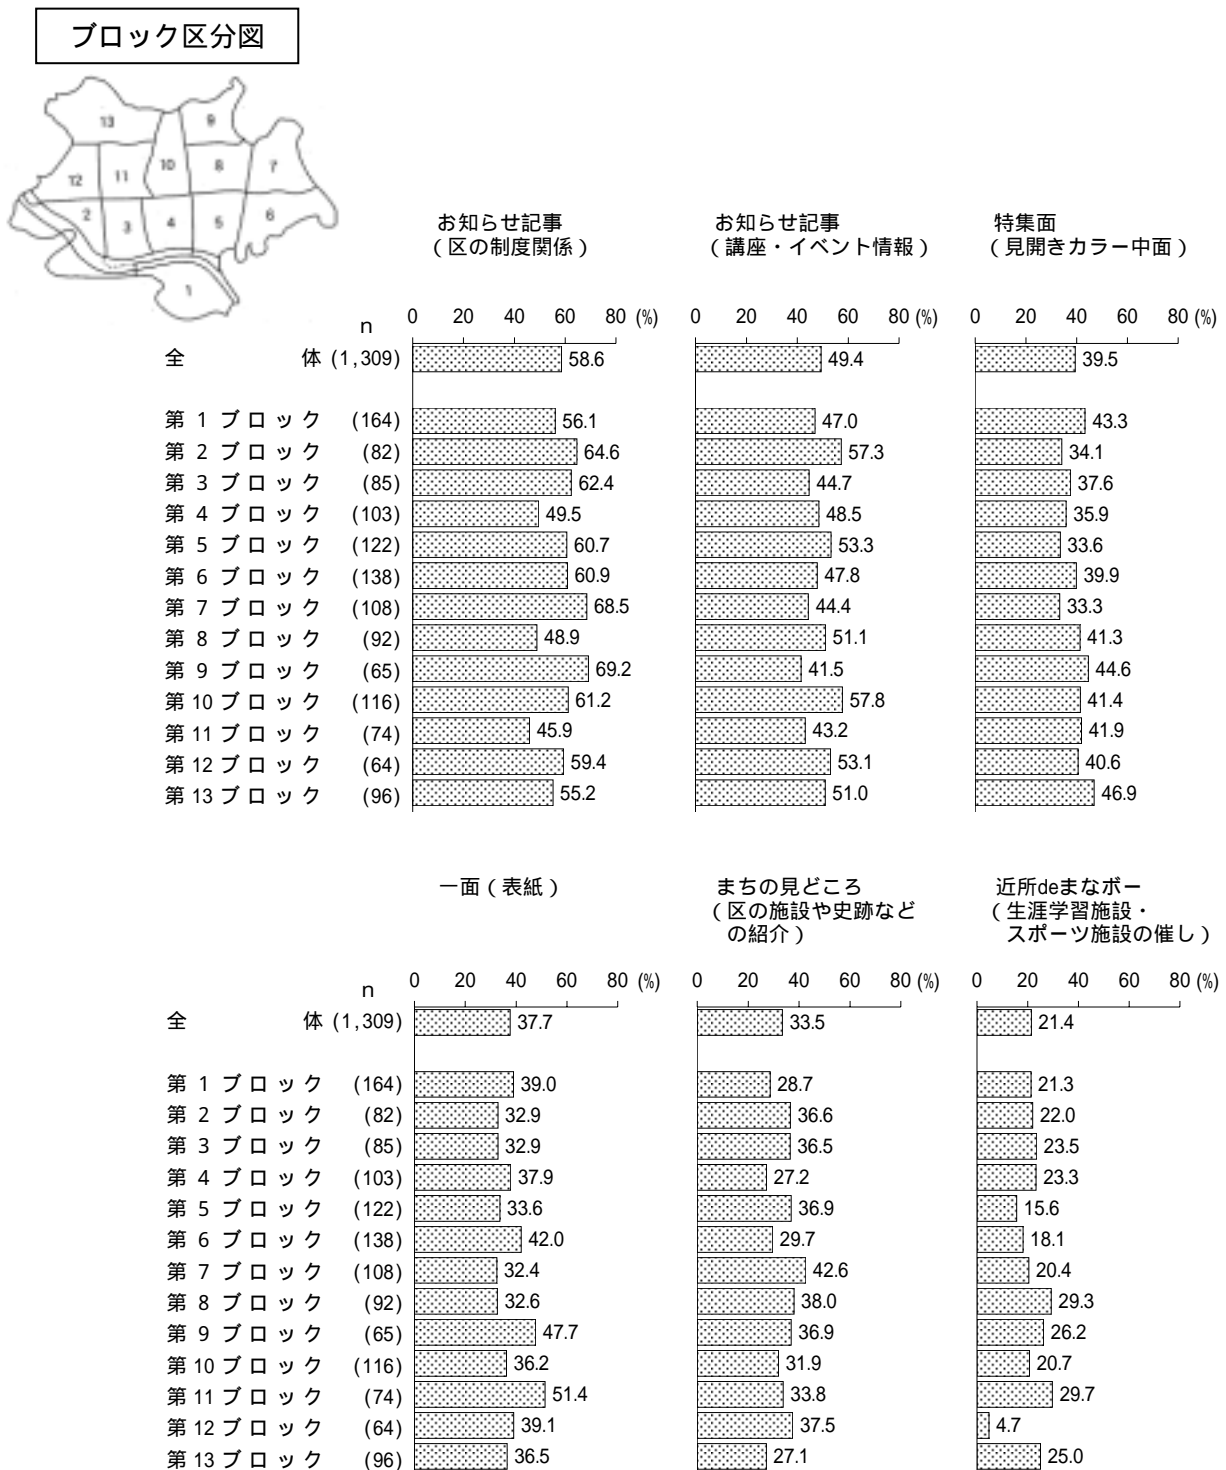 ブロック区分図
13
9
10
8
7
12
11
2
3
4
5
6
1
お知らせ記事
（区の制度関係）
お知らせ記事
（講座・イベント情報）
特集面
（見開きカラー中面）
n 0 20 40 60 80 (%) 0 20 40 60 80 (%) 0 20 40 60 80 (%)
全体 (1,309) 58.6 49.4 39.5
第 1 ブロック (164) 56.1 47.0 43.3
第 2 ブロック (82) 64.6 57.3 34.1
第 3 ブロック (85) 62.4 44.7 37.6
第 4 ブロック (103) 49.5 48.5 35.9
第 5 ブロック (122) 60.7 53.3 33.6
第 6 ブロック (138) 60.9 47.8 39.9
第 7 ブロック (108) 68.5 44.4 33.3
第 8 ブロック (92) 48.9 51.1 41.3
第 9 ブロック (65) 69.2 41.5 44.6
第 10 ブロック (116) 61.2 57.8 41.4
第 11 ブロック (74) 45.9 43.2 41.9
第 12 ブロック (64) 59.4 53.1 40.6
第 13 ブロック (96) 55.2 51.0 46.9
一面（表紙）
まちの見どころ
（区の施設や史跡など
の紹介）
近所deまなボー
（生涯学習施設・
スポーツ施設の催し）
n 0 20 40 60 80 (%) 0 20 40 60 80 (%) 0 20 40 60 80 (%)
全体 (1,309) 37.7 33.5 21.4
第 1 ブロック (164) 39.0 28.7 21.3
第 2 ブロック (82) 32.9 36.6 22.0
第 3 ブロック (85) 32.9 36.5 23.5
第 4 ブロック (103) 37.9 27.2 23.3
第 5 ブロック (122) 33.6 36.9 15.6
第 6 ブロック (138) 42.0 29.7 18.1
第 7 ブロック (108) 32.4 42.6 20.4
第 8 ブロック (92) 32.6 38.0 29.3
第 9 ブロック (65) 47.7 36.9 26.2
第 10 ブロック (116) 36.2 31.9 20.7
第 11 ブロック (74) 51.4 33.8 29.7
第 12 ブロック (64) 39.1 37.5 4.7
第 13 ブロック (96) 36.5 27.1 25.0